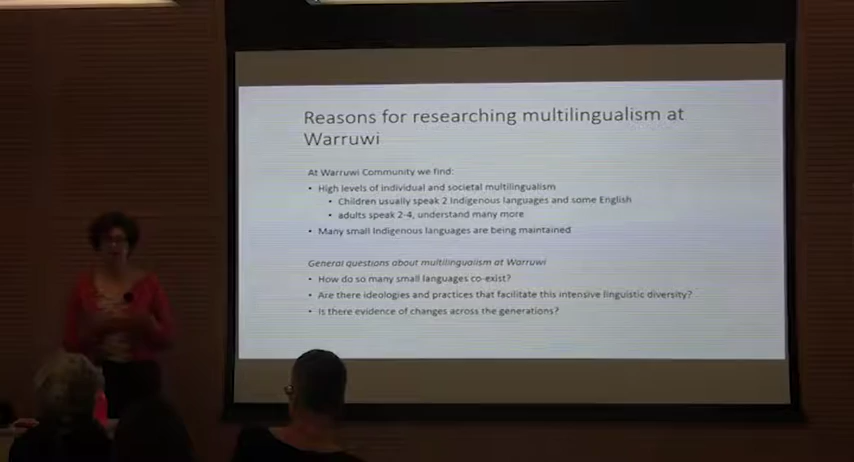 Reasons for researching multilingualism at
Warruwi
At Warruwi Community we find:
• High levels of individual and societal multilingualism
• Children usually speak 2 Indigenous languages and some English
• adults speak 2-4, understand many more
• Many small Indigenous languages are being maintained
General questions about multilingualism at Warruwi
• How do so many small languages co-exist?
• Are there ideologies and practices that facilitate this intensive linguistic diversity?
• Is there evidence of changes across the generations?